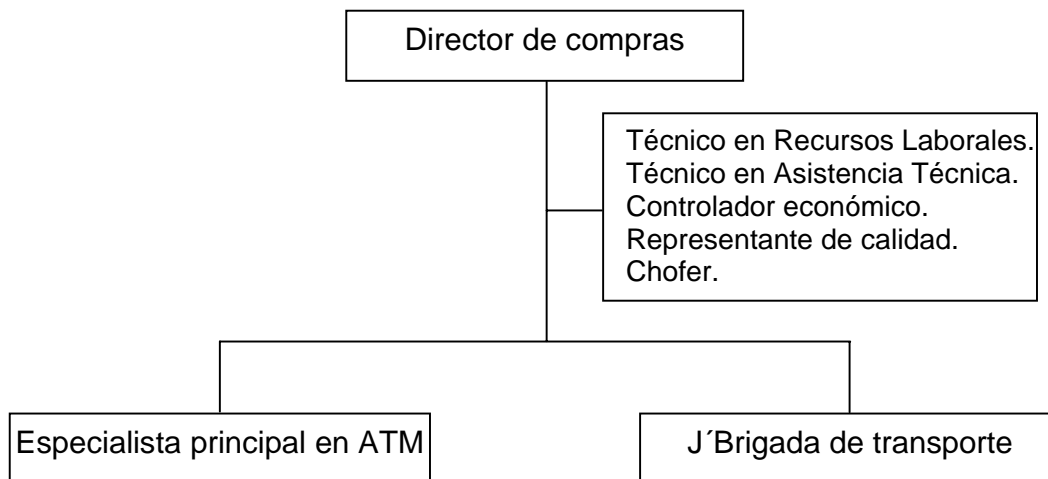 Director de compras
Técnico en Recursos Laborales.
Técnico en Asistencia Técnica.
Controlador económico.
Representante de calidad.
Chofer.
Especialista principal en ATM
J´Brigada de transporte